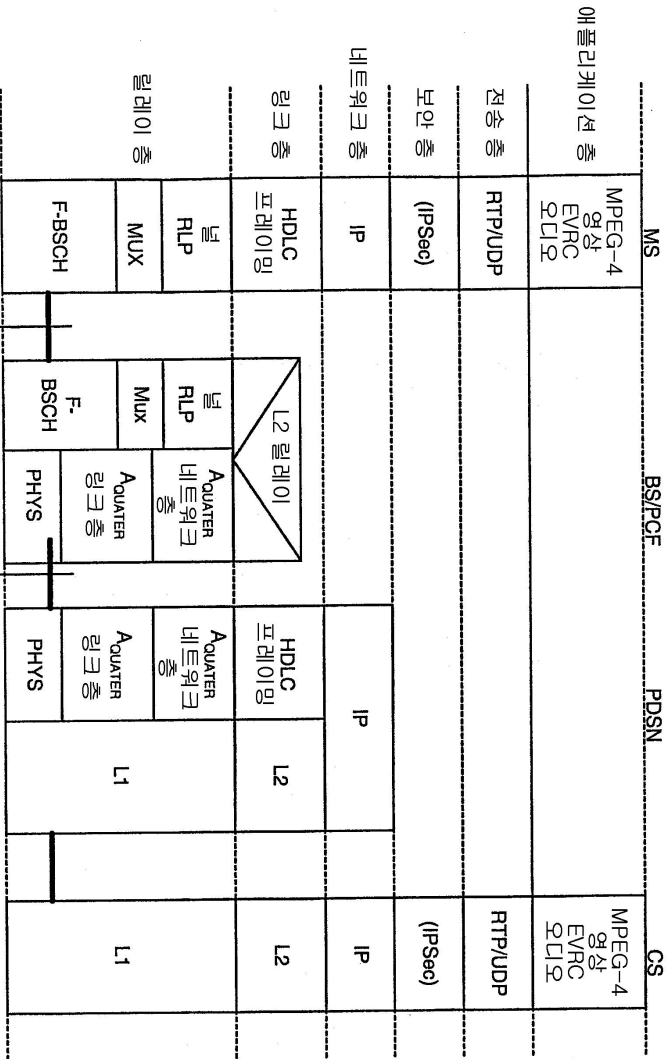 MS
BS/PCF
PDSN
CS
애플리케이션 층
MPEG-4
영상
EVRC
오디오
MPEG-4
영상
EVRC
오디오
전송 층
RTP/UDP
RTP/UDP
보안 층
(IPSec)
(IPSec)
네트워크 층
IP
IP
IP
링크 층
HDLC
프레이밍
L2 릴레이
HDLC
프레이밍
L2
L2
릴레이 층
널
RLP
MUX
F-BSCH
널
RLP
Mux
F-
BSCH
AQUATER
네트워크
층
AQUATER
링크층
PHYS
AQUATER
네트워크
층
AQUATER
링크층
PHYS
L1
L1